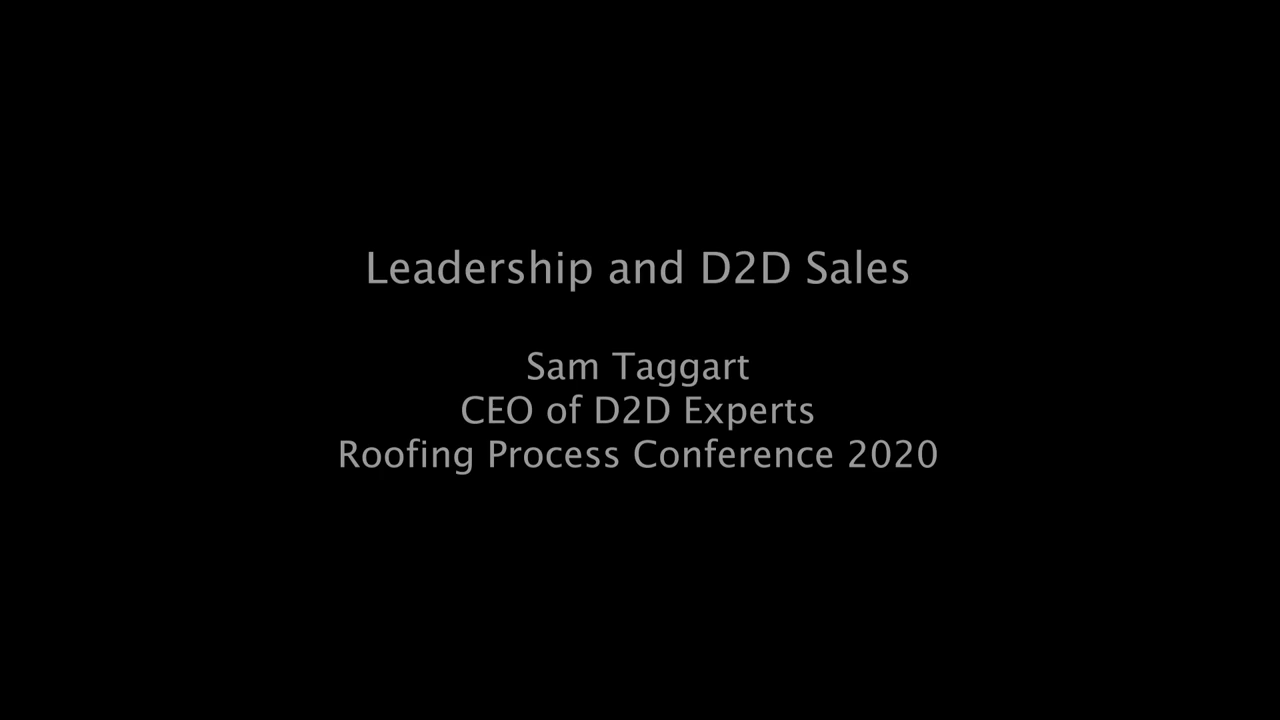 Leadership and D2D Sales
Sam Taggart
CEO of D2D Experts
Roofing Process Conference 2020